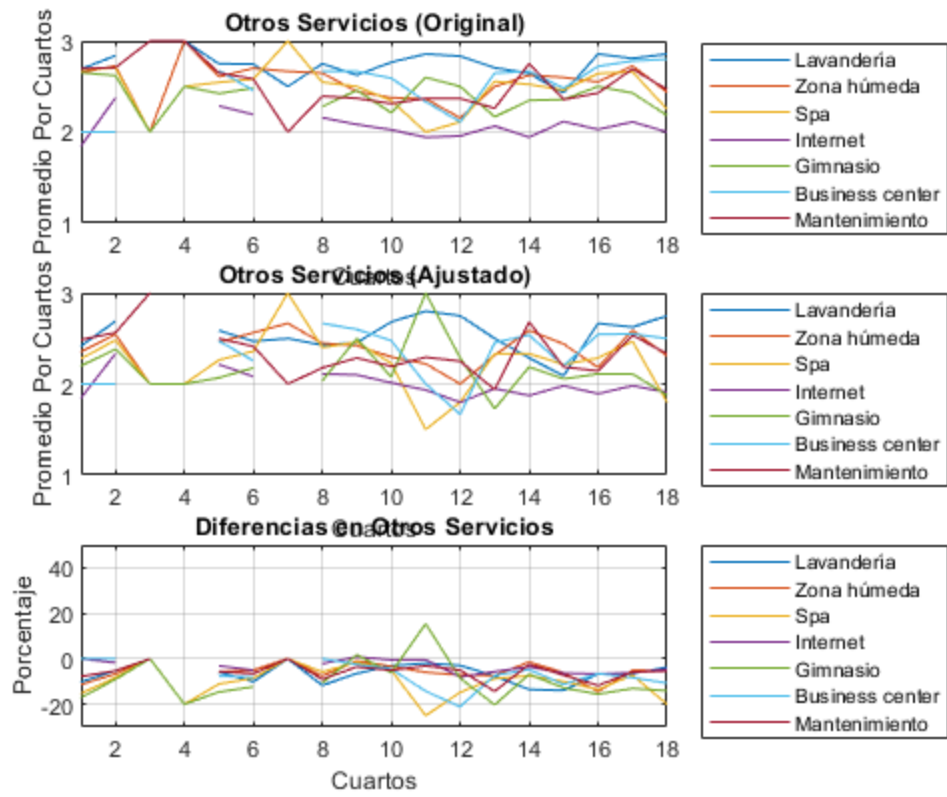 Otros Servicios (Original)
Promedio Por Cuartos
3
2
1
2 4 6 8 10 12 14 16 18
Cuartos
Lavandería
Zona húmeda
Spa
Internet
Gimnasio
Business center
Mantenimiento
Otros Servicios (Ajustado)
Promedio Por Cuartos
3
2
1
2 4 6 8 10 12 14 16 18
Cuartos
Lavandería
Zona húmeda
Spa
Internet
Gimnasio
Business center
Mantenimiento
Diferencias en Otros Servicios
Porcentaje
40
20
0
-20
2 4 6 8 10 12 14 16 18
Cuartos
Lavandería
Zona húmeda
Spa
Internet
Gimnasio
Business center
Mantenimiento